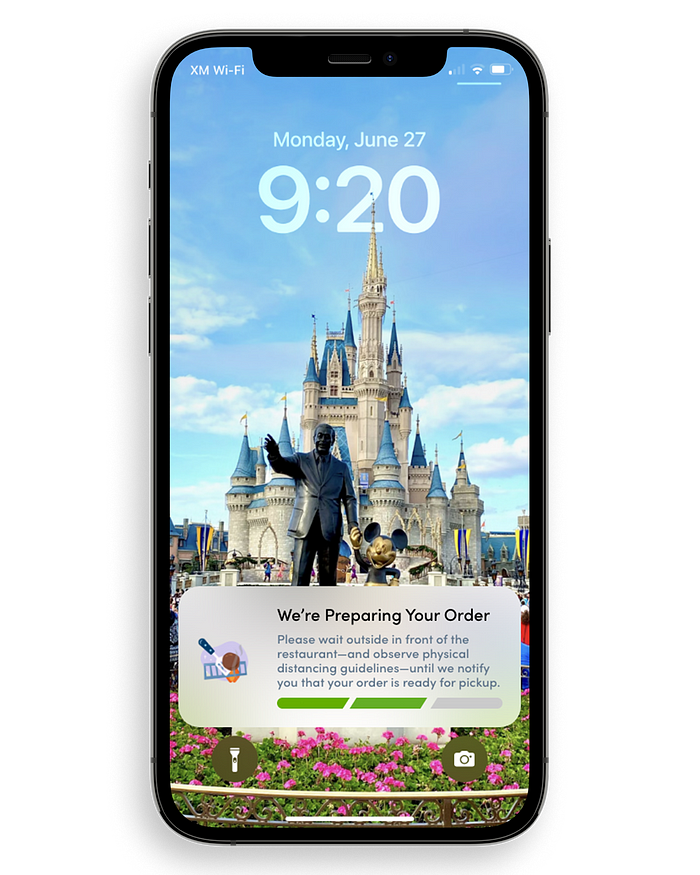 XM Wi-Fi
Monday, June 27
9:20
We’re Preparing Your Order
Please wait outside in front of the
restaurant—and observe physical
distancing guidelines—until we notify
you that your order is ready for pickup.